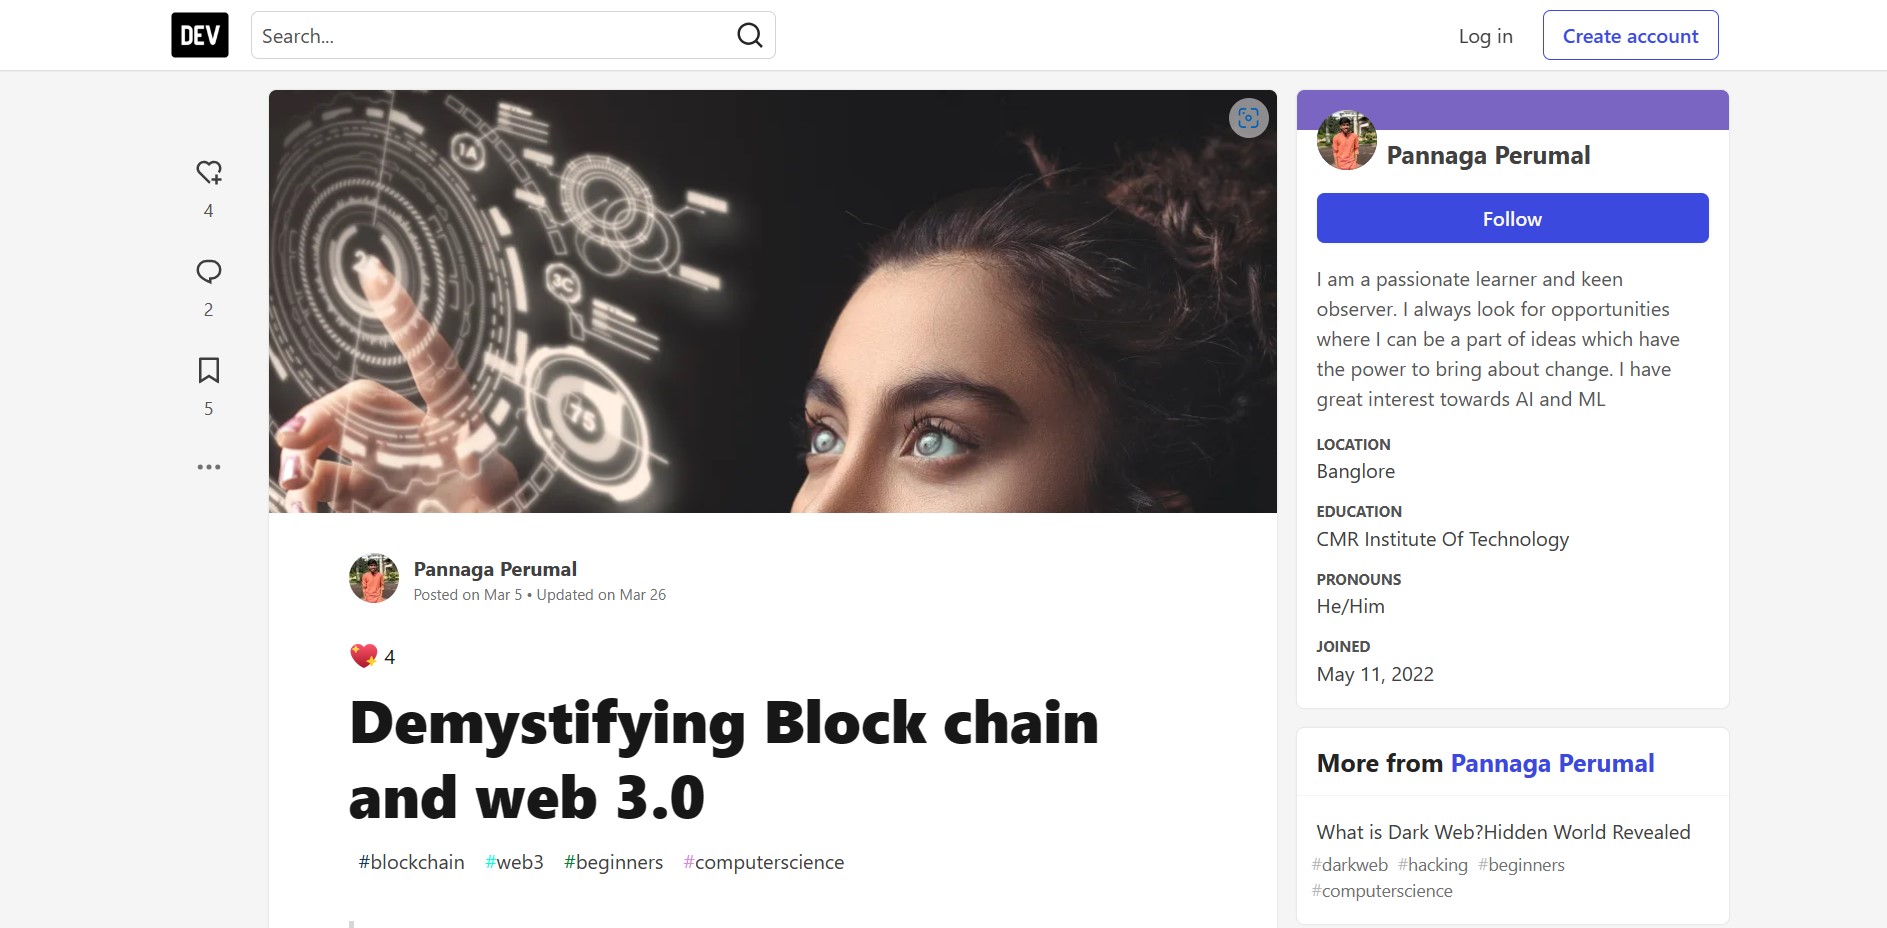 DEV
Search...
Log in
Create account
4
2
5
1A
2
3C
75
Pannaga Perumal
Posted on Mar 5 • Updated on Mar 26
4
Demystifying Block chain
and web 3.0
#blockchain #web3 #beginners #computerscience
Pannaga Perumal
Follow
I am a passionate learner and keen
observer. I always look for opportunities
where I can be a part of ideas which have
the power to bring about change. I have
great interest towards AI and ML
LOCATION
Banglore
EDUCATION
CMR Institute Of Technology
PRONOUNS
He/Him
JOINED
May 11, 2022
More from Pannaga Perumal
What is Dark Web?Hidden World Revealed
#darkweb #hacking #beginners
#computerscience